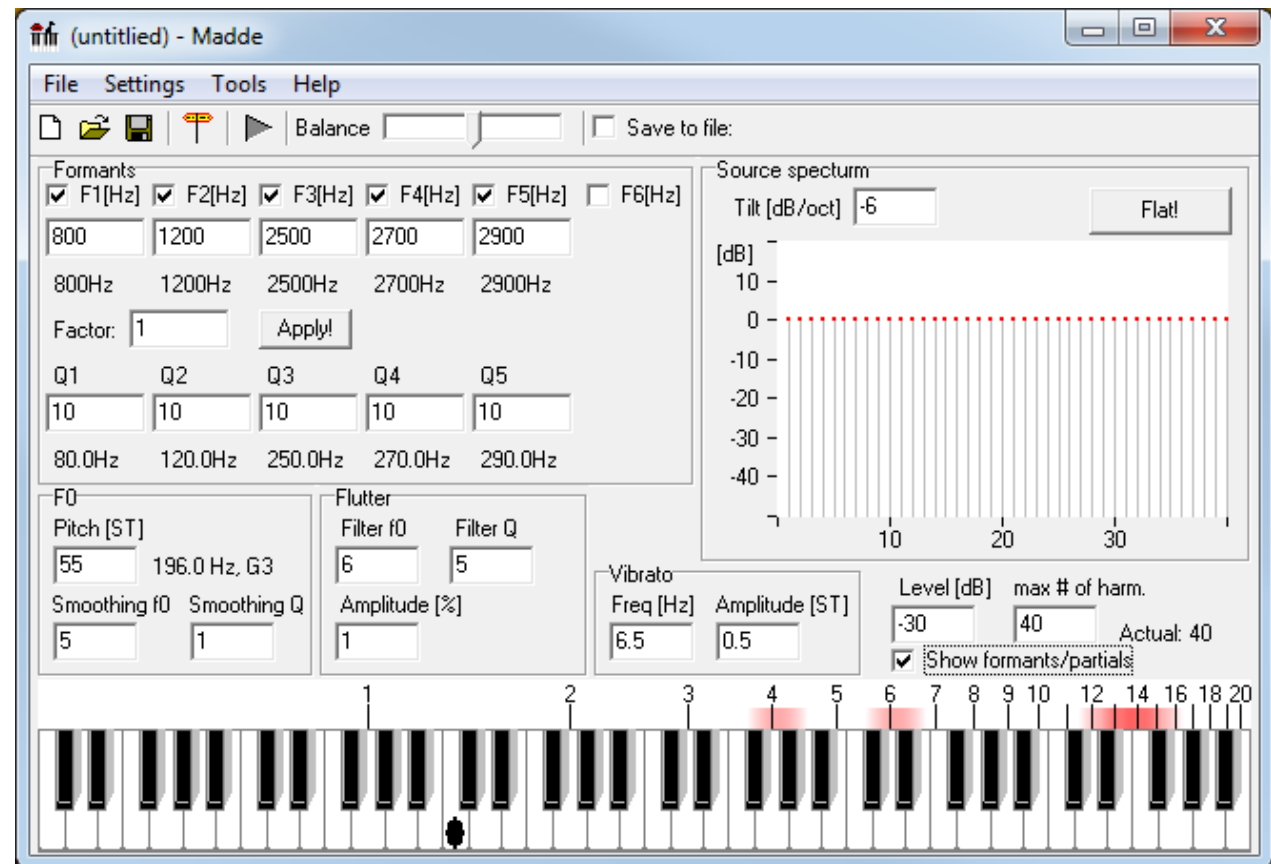 (untitlied) - Madde
File Settings Tools Help
Balance Save to file:
Formants
F1[Hz] F2[Hz] F3[Hz] F4[Hz] F5[Hz] F6[Hz]
800 1200 2500 2700 2900
800Hz 1200Hz 2500Hz 2700Hz 2900Hz
Factor: 1 Apply!
Q1 Q2 Q3 Q4 Q5
10 10 10 10 10
80.0Hz 120.0Hz 250.0Hz 270.0Hz 290.0Hz
Source specturm
Tilt [dB/oct] -6 Flat!
[dB]
10
0
-10
-20
-30
-40
10 20 30
F0
Pitch [ST]
55 196.0 Hz, G3
Smoothing f0 Smoothing Q
5 1
Flutter
Filter f0 Filter Q
6 5
Amplitude [%]
1
Vibrato
Freq [Hz] Amplitude [ST]
6.5 0.5
Level [dB] max # of harm.
-30 40 Actual: 40
Show formants/partials
1 2 3 4 5 6 7 8 9 10 12 14 16 18 20